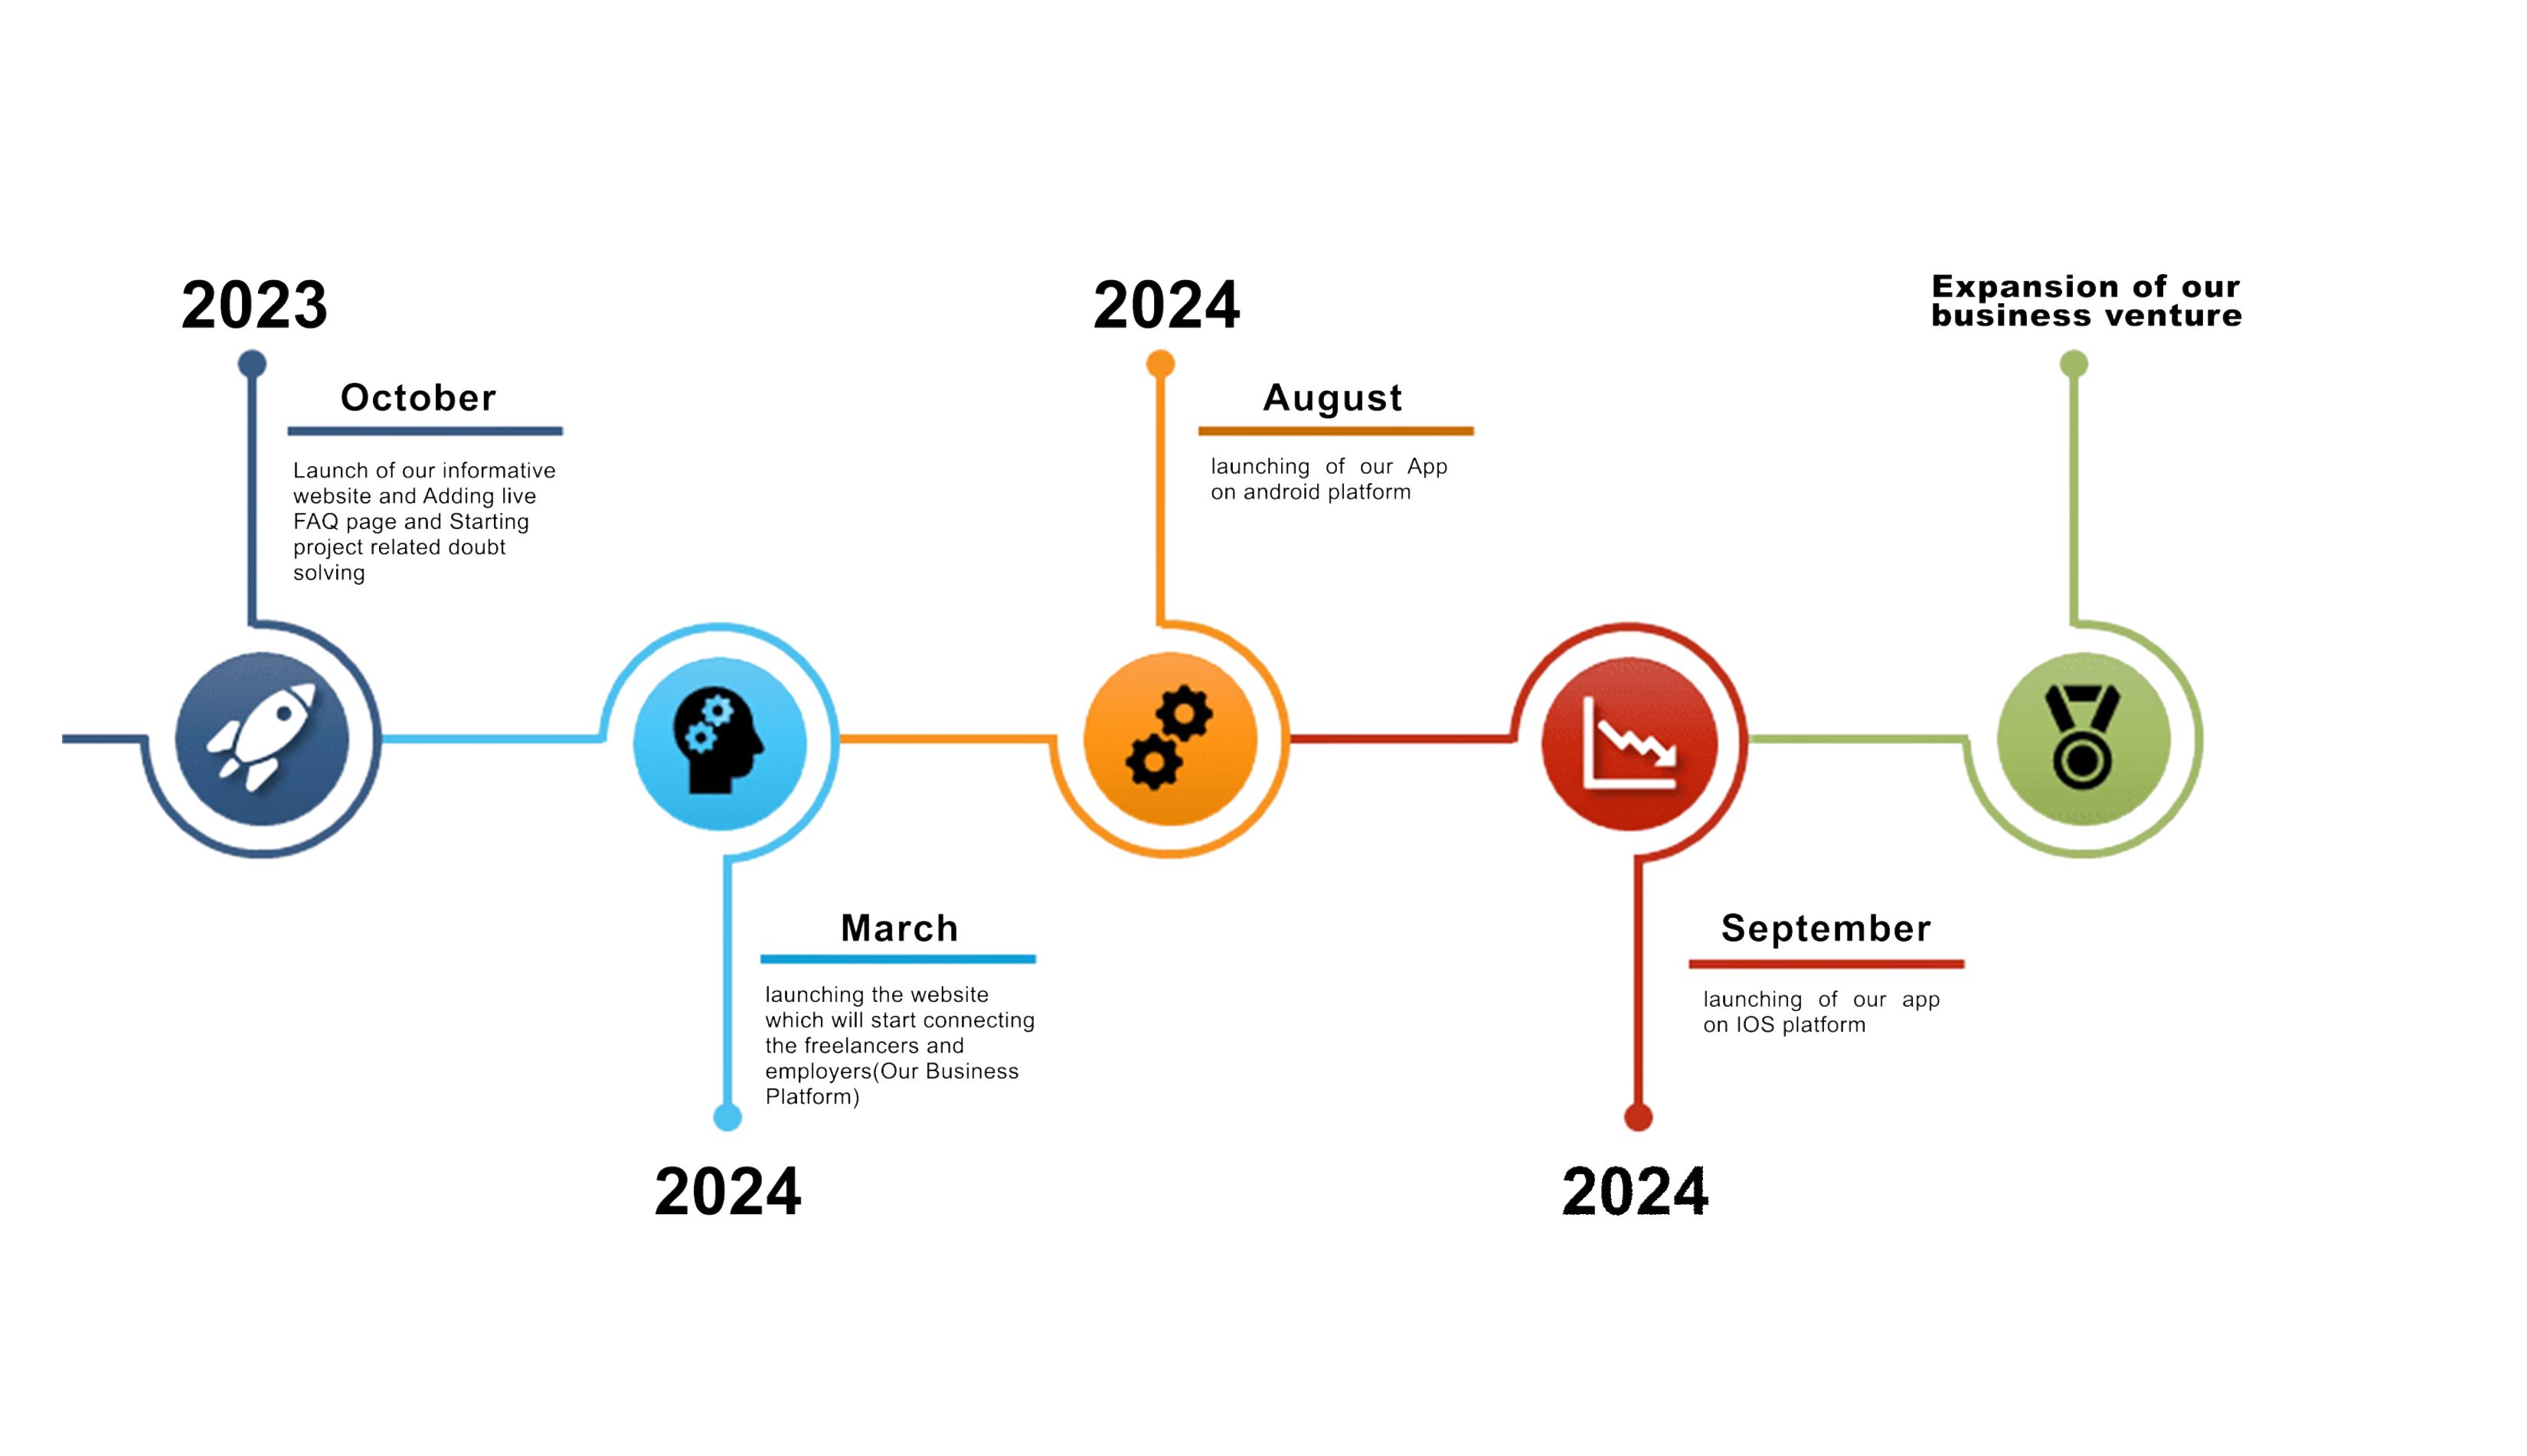 2023
October
Launch of our informative
website and Adding live
FAQ page and Starting
project related doubt
solving
March
launching the website
which will start connecting
the freelancers and
employers(Our Business
Platform)
2024
2024
August
launching of our App
on android platform
September
launching of our app
on IOS platform
2024
Expansion of our
business venture